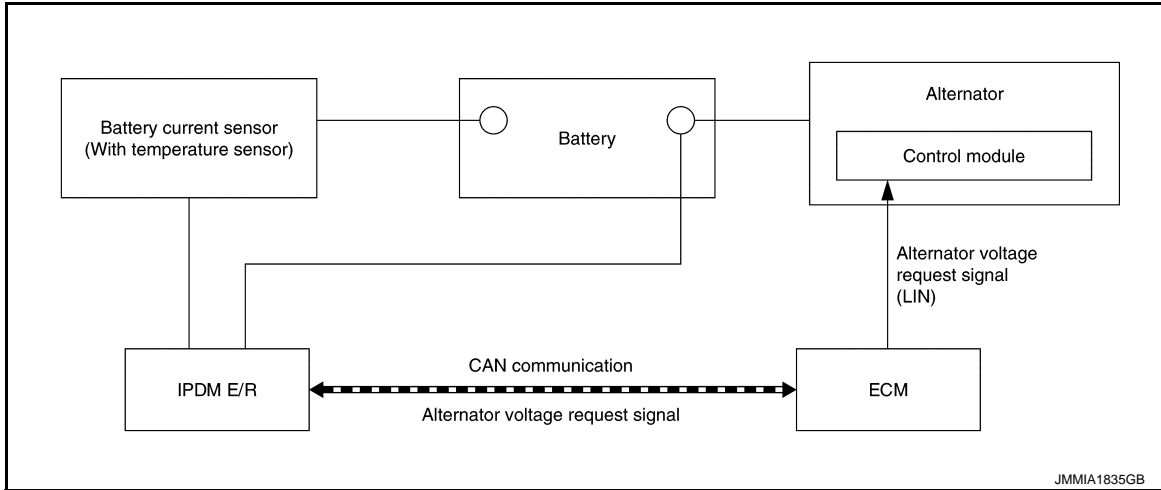 Battery current sensor
(With temperature sensor)
Battery
Alternator
Control module
Alternator voltage
request signal
(LIN)
IPDM E/R
CAN communication
Alternator voltage request signal
ECM
JMMIA1835GB